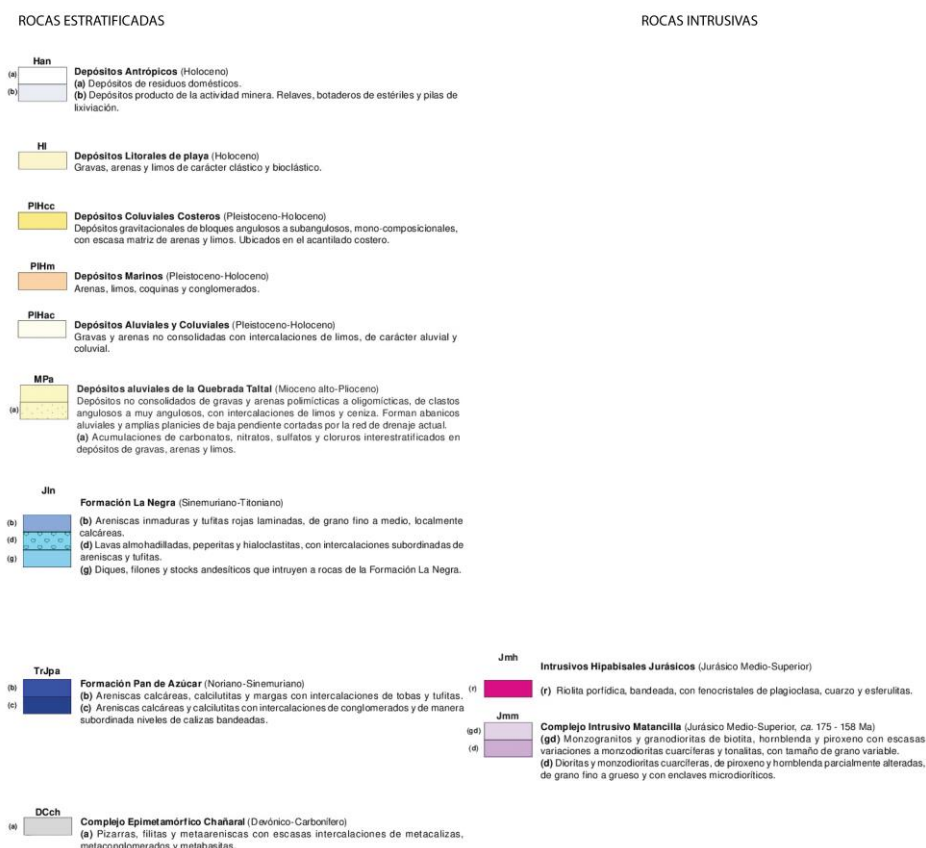 ROCAS ESTRATIFICADAS
ROCAS INTRUSIVAS
Han
(a)
(b)
Depósitos Antrópicos (Holoceno)
(a) Depósitos de residuos domésticos.
(b) Depósitos producto de la actividad minera. Relaves, botaderos de estériles y pilas de
lixiviación.
Hl
Depósitos Litorales de playa (Holoceno)
Gravas, arenas y limos de carácter clástico y bioclástico.
PlHcc
Depósitos Coluviales Costeros (Pleistoceno-Holoceno)
Depósitos gravitacionales de bloques angulosos a subangulosos, mono-composicionales,
con escasa matriz de arenas y limos. Ubicados en el acantilado costero.
PlHm
Depósitos Marinos (Pleistoceno-Holoceno)
Arenas, limos, coquinas y conglomerados.
PlHac
Depósitos Aluviales y Coluviales (Pleistoceno-Holoceno)
Gravas y arenas no consolidadas con intercalaciones de limos, de carácter aluvial y
coluvial.
MPa
(a)
Depósitos aluviales de la Quebrada Taltal (Mioceno alto-Plioceno)
Depósitos no consolidados de gravas y arenas polimícticas a oligomícticas, de clastos
angulosos a muy angulosos, con intercalaciones de limos y ceniza. Forman abanicos
aluviales y amplias planicies de baja pendiente cortadas por la red de drenaje actual.
(a) Acumulaciones de carbonatos, nitratos, sulfatos y cloruros interestratificados en
depósitos de gravas, arenas y limos.
Jln
(b)
(d)
(g)
Formación La Negra (Sinemuriano-Titoniano)
(b) Areniscas inmaduras y tufitas rojas laminadas, de grano fino a medio, localmente
calcáreas.
(d) Lavas almohadilladas, peperitas y hialoclastitas, con intercalaciones subordinadas de
areniscas y tufitas.
(g) Diques, filones y stocks andesíticos que intruyen a rocas de la Formación La Negra.
TrJpa
(b)
(c)
Formación Pan de Azúcar (Noriano-Sinemuriano)
(b) Areniscas calcáreas, calcilutitas y margas con intercalaciones de tobas y tufitas.
(c) Areniscas calcáreas y calcilutitas con intercalaciones de conglomerados y de manera
subordinada niveles de calizas bandeadas.
Jmh
(r)
Intrusivos Hipabisales Jurásicos (Jurásico Medio-Superior)
(r) Riolita porfídica, bandeada, con fenocristales de plagioclasa, cuarzo y esferulitas.
Jmm
(gd)
(d)
Complejo Intrusivo Matancilla (Jurásico Medio-Superior, ca. 175 - 158 Ma)
(gd) Monzogranitos y granodioritas de biotita, hornblenda y piroxeno con escasas
variaciones a monzodioritas cuarcíferas y tonalitas, con tamaño de grano variable.
(d) Dioritas y monzodioritas cuarcíferas, de piroxeno y hornblenda parcialmente alteradas,
de grano fino a grueso y con enclaves microdioríticos.
DCch
(a)
Complejo Epimetamórfico Chañaral (Devónico-Carbonífero)
(a) Pizarras, filitas y metaareniscas con escasas intercalaciones de metacalizas,
metaconglomerados y metabasitas.